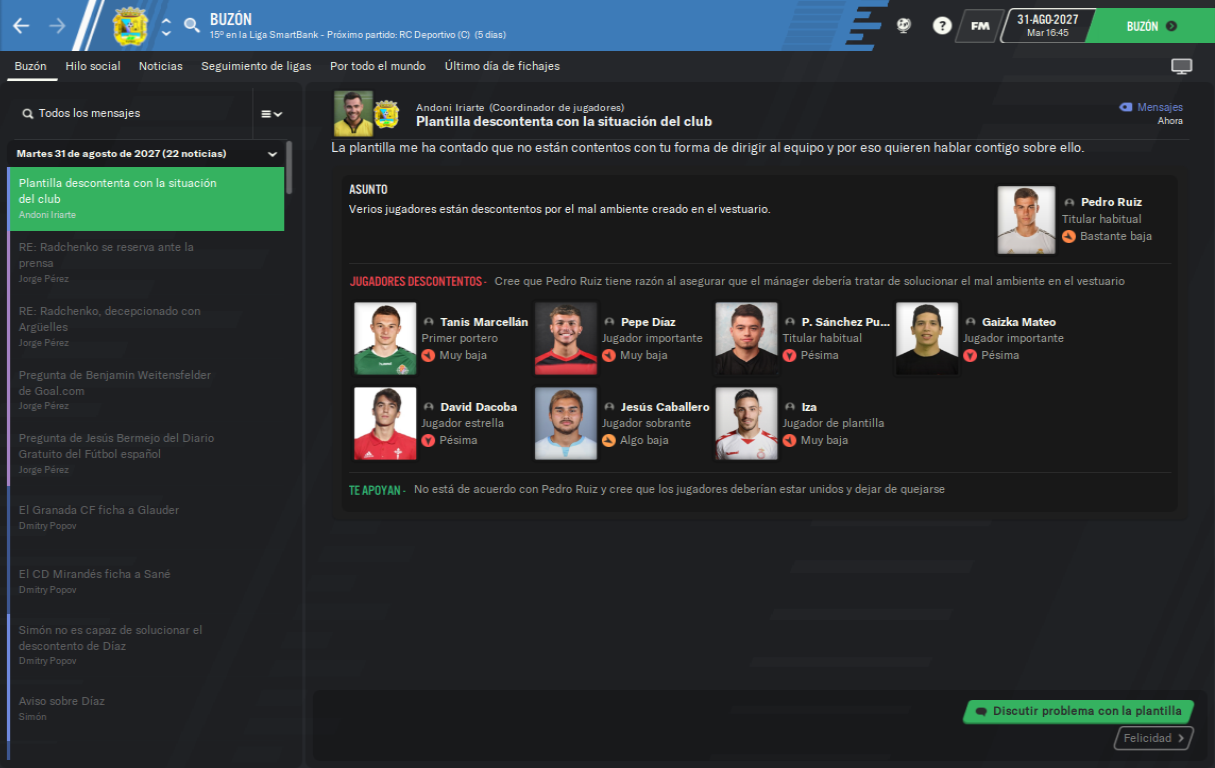 BUZÓN
15º en la Liga SmartBank - Próximo partido: RC Deportivo (C) (5 días)
?
FM
31-AGO-2027
Mar 16:45
BUZÓN
Buzón
Hilo social
Noticias
Seguimiento de ligas
Por todo el mundo
Último día de fichajes
Todos los mensajes
Martes 31 de agosto de 2027 (22 noticias)
Plantilla descontenta con la situación
del club
Andoni Iriarte
RE: Radchenko se reserva ante la
prensa
Jorge Pérez
RE: Radchenko, decepcionado con
Argüelles
Jorge Pérez
Pregunta de Benjamin Weitensfelder
de Goal.com
Jorge Pérez
Pregunta de Jesús Bermejo del Diario
Gratuito del Fútbol español
Jorge Pérez
El Granada CF ficha a Glauder
Dmitry Popov
El CD Mirandés ficha a Sané
Dmitry Popov
Simón no es capaz de solucionar el
descontento de Díaz
Dmitry Popov
Aviso sobre Díaz
Simón
Andoni Iriarte (Coordinador de jugadores)
Plantilla descontenta con la situación del club
Mensajes
Ahora
La plantilla me ha contado que no están contentos con tu forma de dirigir al equipo y por eso quieren hablar contigo sobre ello.
ASUNTO
Verios jugadores están descontentos por el mal ambiente creado en el vestuario.
Pedro Ruiz
Titular habitual
Bastante baja
JUGADORES DESCONTENTOS - Cree que Pedro Ruiz tiene razón al asegurar que el mánager debería tratar de solucionar el mal ambiente en el vestuario
Tanis Marcellán
Primer portero
Muy baja
Pepe Díaz
Jugador importante
Muy baja
P. Sánchez Pu...
Titular habitual
Pésima
Gaizka Mateo
Jugador importante
Pésima
David Dacoba
Jugador estrella
Pésima
Jesús Caballero
Jugador sobrante
Algo baja
Iza
Jugador de plantilla
Muy baja
TE APOYAN - No está de acuerdo con Pedro Ruiz y cree que los jugadores deberían estar unidos y dejar de quejarse
Discutir problema con la plantilla
Felicidad